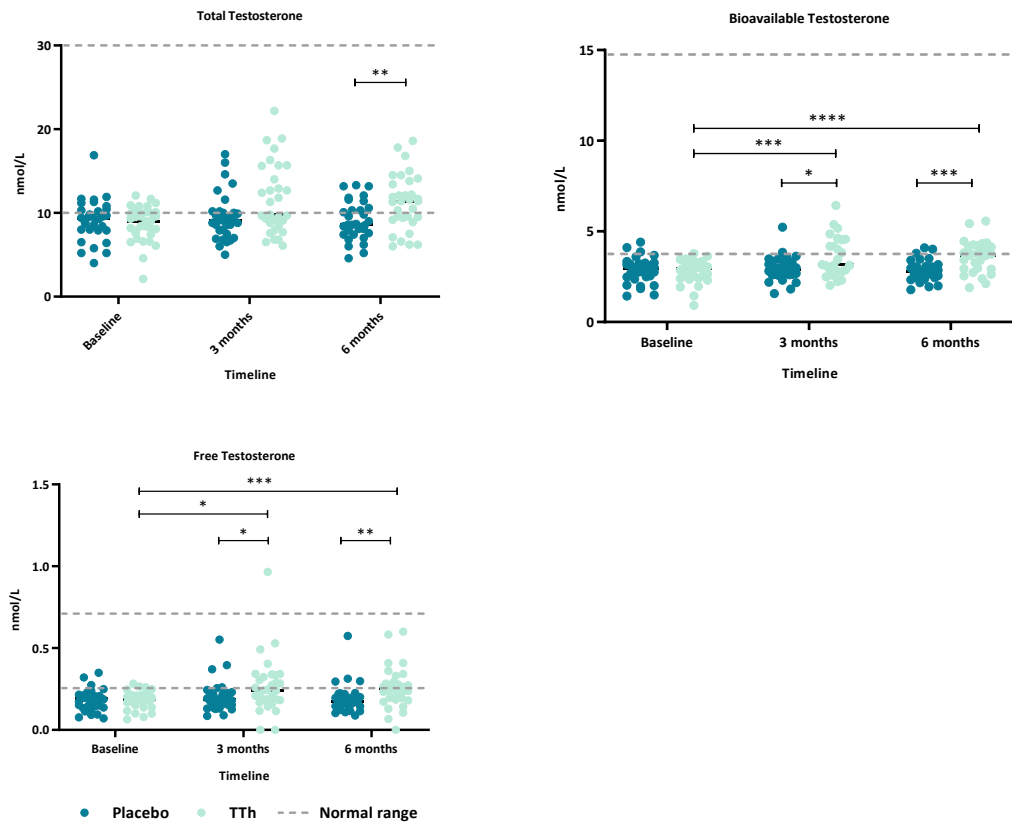 Total Testosterone
30
20
10
0
nmol/L
**
Baseline
3 months
6 months
Timeline
Bioavailable Testosterone
15
10
5
0
nmol/L
****
***
*
***
Baseline
3 months
6 months
Timeline
Free Testosterone
1.5
1.0
0.5
0.0
nmol/L
***
*
*
**
Baseline
3 months
6 months
Timeline
Placebo TTh Normal range